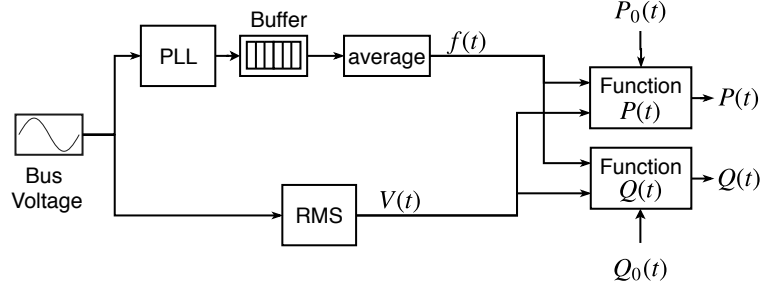 P₀(t)
Buffer
PLL
average
f(t)
Function
P(t)
P(t)
Bus
Voltage
Function
Q(t)
Q(t)
RMS
V(t)
Q₀(t)